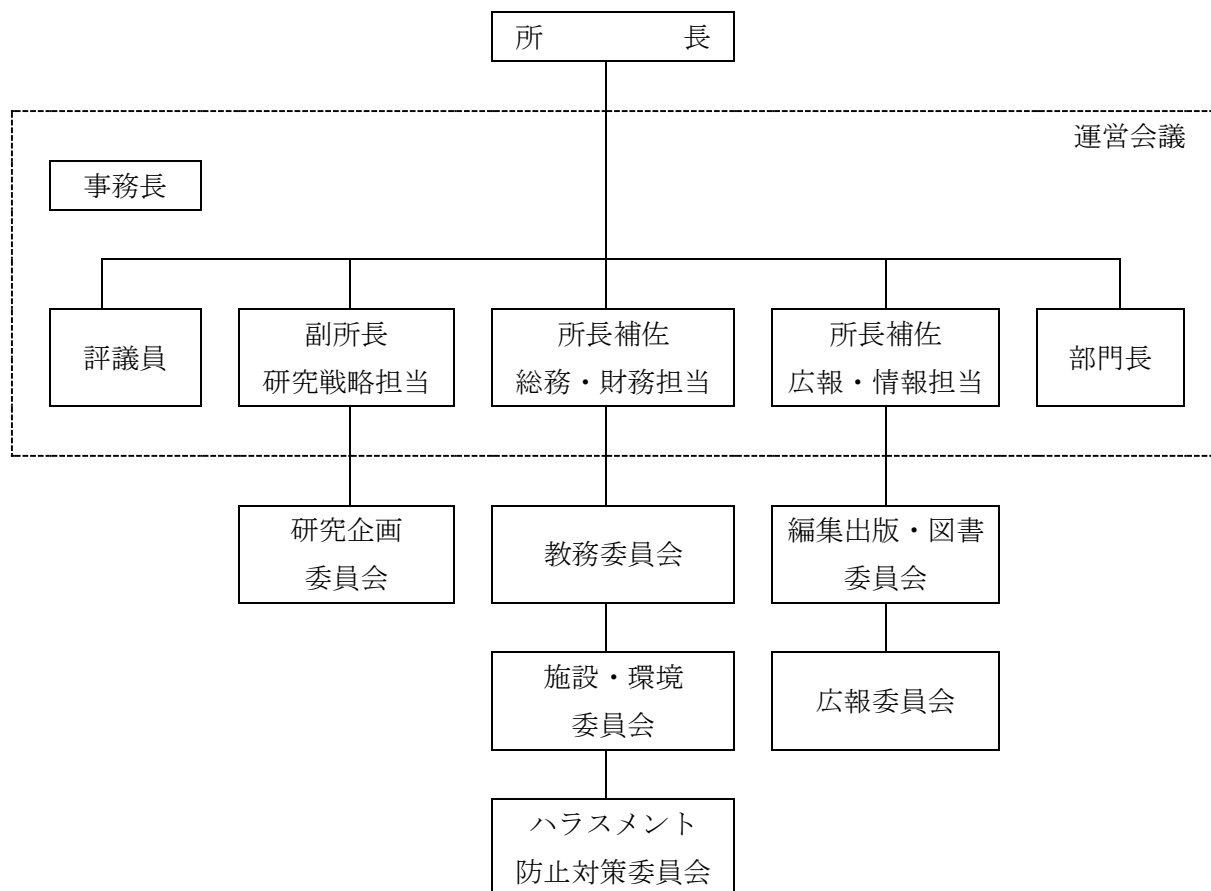 所　　　　　長
運営会議
事務長
評議員
副所長
研究戦略担当
所長補佐
総務・財務担当
所長補佐
広報・情報担当
部門長
研究企画
委員会
教務委員会
編集出版・図書
委員会
施設・環境
委員会
広報委員会
ハラスメント
防止対策委員会